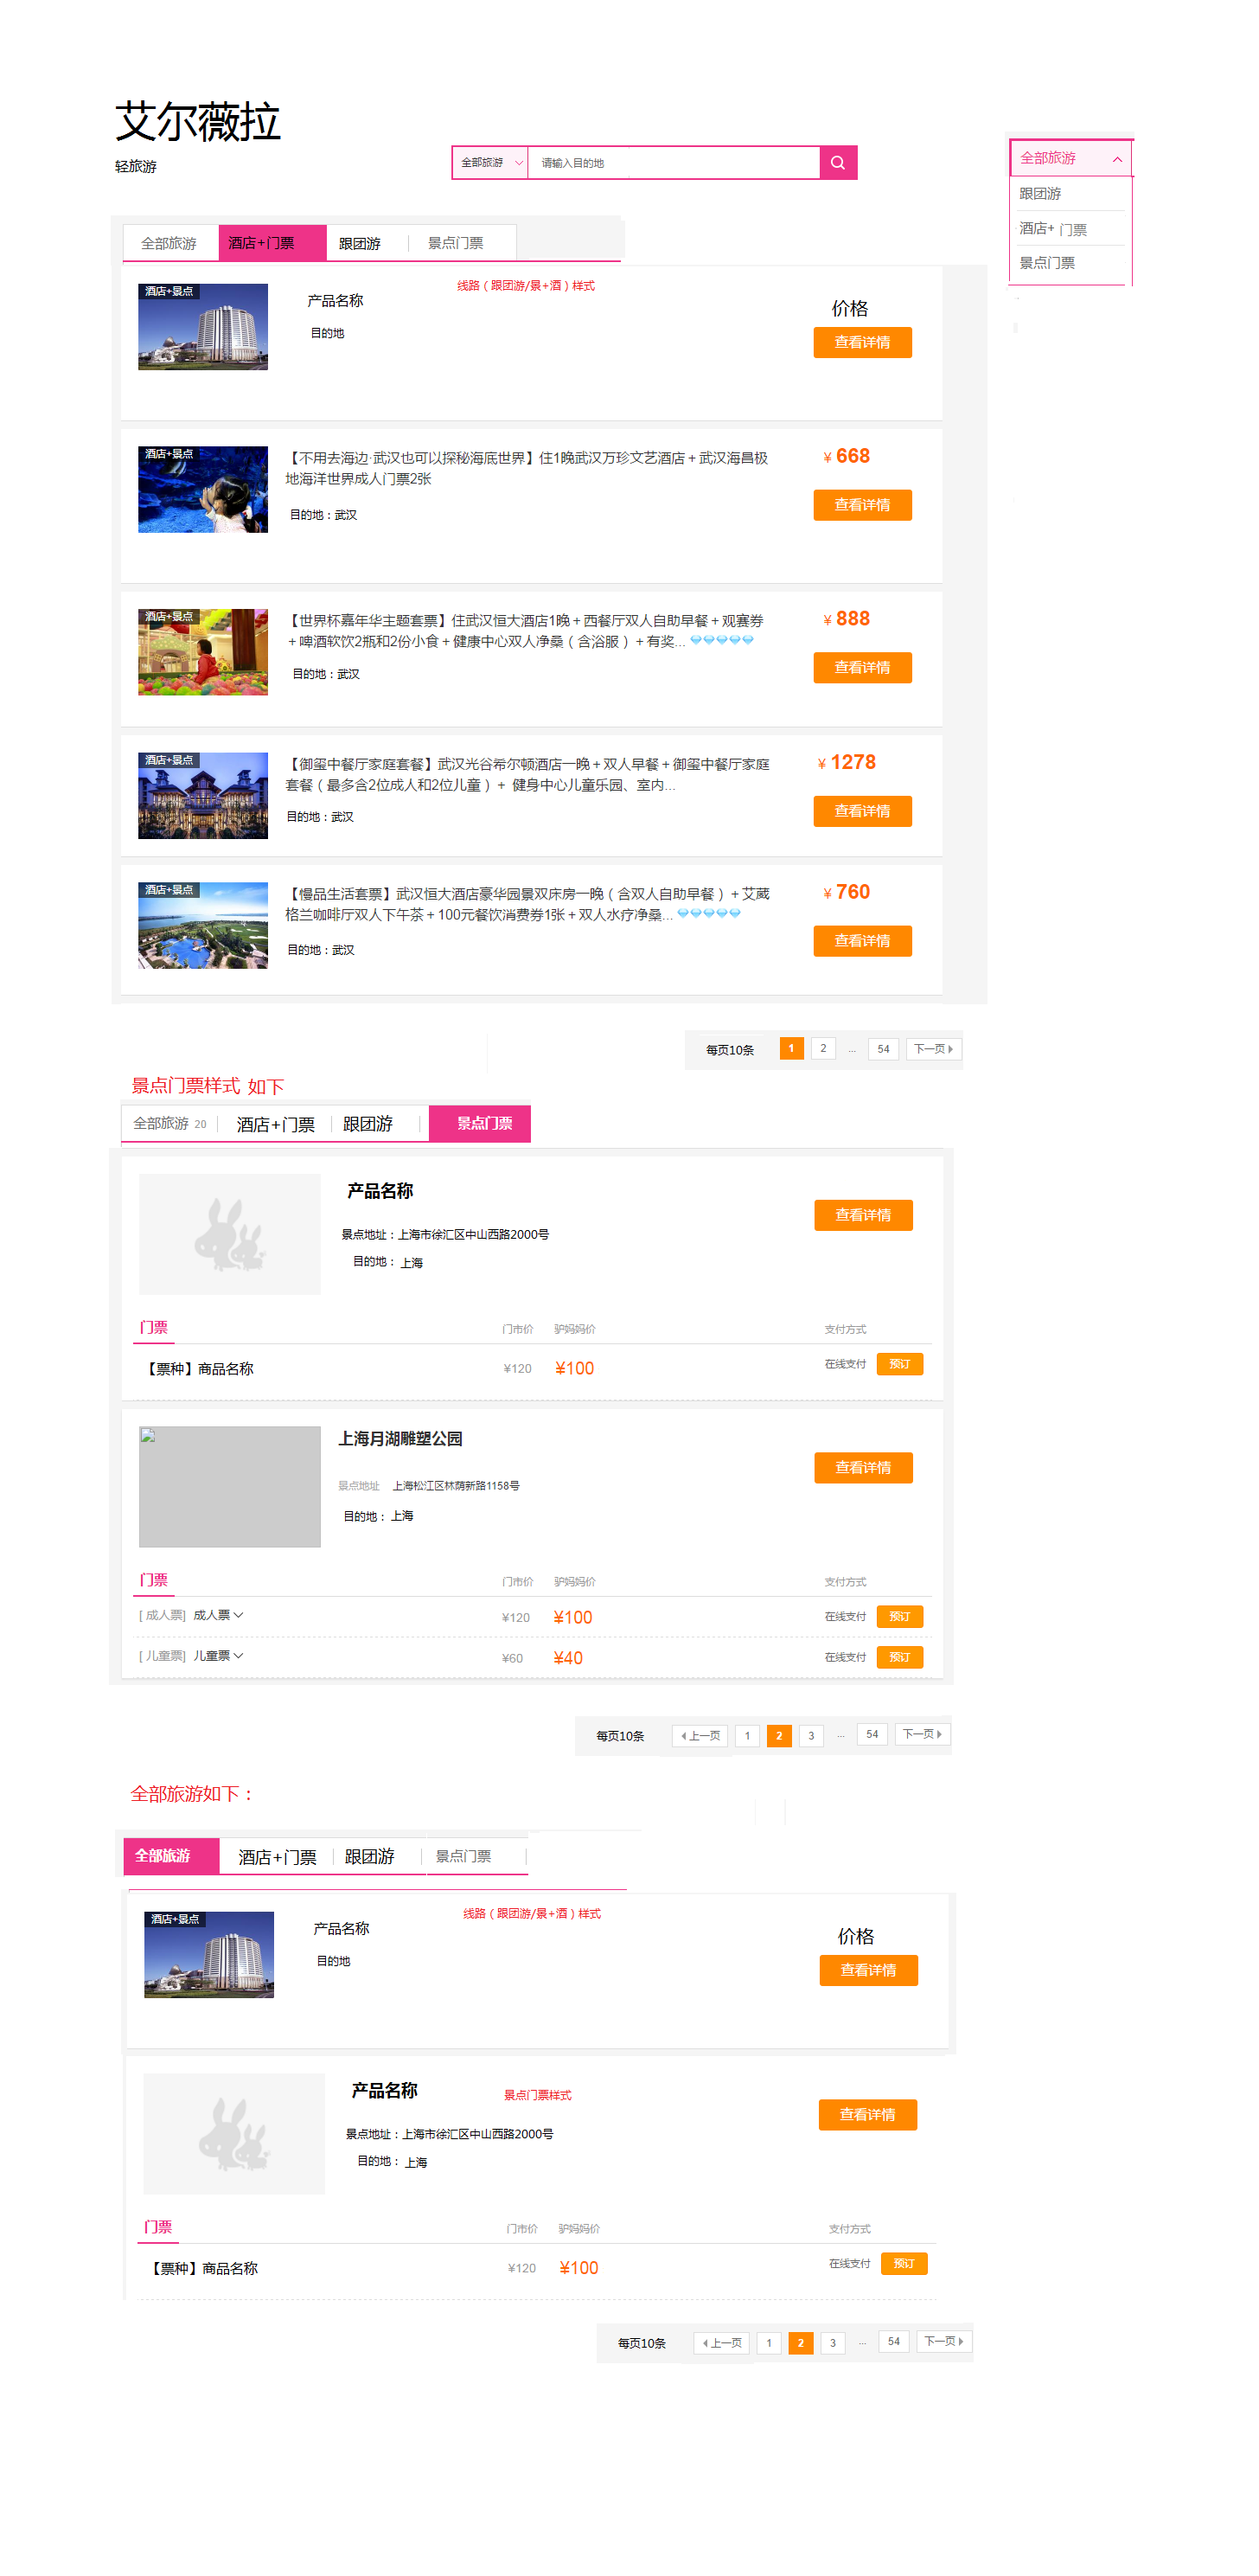 艾尔薇拉
轻旅游
全部旅游 请输入目的地
全部旅游
跟团游
酒店+ 门票
景点门票
全部旅游 酒店+门票 跟团游 景点门票
酒店+景点
产品名称
线路（跟团游/景+酒）样式
目的地
价格
查看详情
酒店+景点
【不用去海边·武汉也可以探秘海底世界】住1晚武汉万珍文艺酒店＋武汉海昌极
地海洋世界成人门票2张
目的地：武汉
¥ 668
查看详情
酒店+景点
【世界杯嘉年华主题套票】住武汉恒大酒店1晚＋西餐厅双人自助早餐＋观赛券
＋啤酒软饮2瓶和2份小食＋健康中心双人净桑（含浴服）＋有奖...
目的地：武汉
¥ 888
查看详情
酒店+景点
【御玺中餐厅家庭套餐】武汉光谷希尔顿酒店一晚＋双人早餐＋御玺中餐厅家庭
套餐（最多含2位成人和2位儿童）＋ 健身中心儿童乐园、室内...
目的地：武汉
¥ 1278
查看详情
酒店+景点
【慢品生活套票】武汉恒大酒店豪华园景双床房一晚（含双人自助早餐）＋艾葳
格兰咖啡厅双人下午茶＋100元餐饮消费券1张＋双人水疗净桑...
目的地：武汉
¥ 760
查看详情
每页10条 1 2 ... 54 下一页
景点门票样式 如下
全部旅游 20 酒店+门票 跟团游 景点门票
产品名称
景点地址：上海市徐汇区中山西路2000号
目的地： 上海
查看详情
门票 门市价 驴妈妈价 支付方式
【票种】商品名称 ¥120 ¥100 在线支付 预订
上海月湖雕塑公园
景点地址 上海松江区林荫新路1158号
目的地： 上海
查看详情
门票 门市价 驴妈妈价 支付方式
[ 成人票] 成人票 ¥120 ¥100 在线支付 预订
[ 儿童票] 儿童票 ¥60 ¥40 在线支付 预订
每页10条 上一页 1 2 3 ... 54 下一页
全部旅游如下：
全部旅游 酒店+门票 跟团游 景点门票
酒店+景点
产品名称
线路（跟团游/景+酒）样式
目的地
价格
查看详情
产品名称
景点门票样式
景点地址：上海市徐汇区中山西路2000号
目的地： 上海
查看详情
门票 门市价 驴妈妈价 支付方式
【票种】商品名称 ¥120 ¥100 在线支付 预订
每页10条 上一页 1 2 3 ... 54 下一页